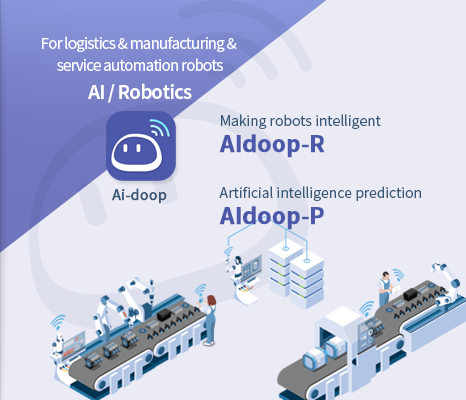 For logistics & manufacturing &
service automation robots
AI / Robotics
Ai-doop
Making robots intelligent
AIdoop-R
Artificial intelligence prediction
AIdoop-P